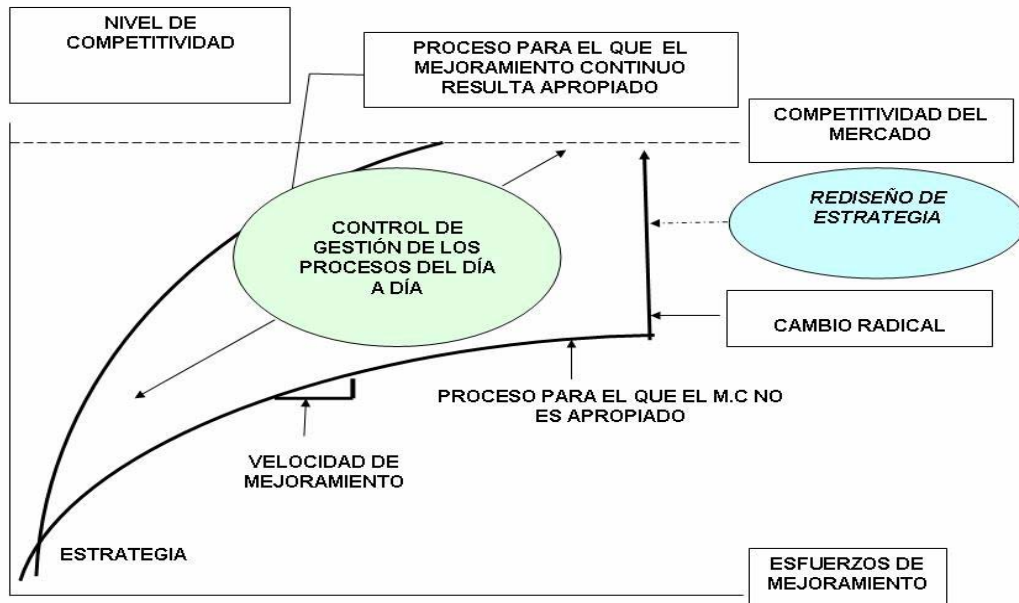 NIVEL DE
COMPETITIVIDAD
PROCESO PARA EL QUE EL
MEJORAMIENTO CONTINUO
RESULTA APROPIADO
COMPETITIVIDAD DEL
MERCADO
REDISEÑO DE
ESTRATEGIA
CONTROL DE
GESTIÓN DE LOS
PROCESOS DEL DÍA
A DÍA
CAMBIO RADICAL
PROCESO PARA EL QUE EL M.C NO
ES APROPIADO
VELOCIDAD DE
MEJORAMIENTO
ESTRATEGIA
ESFUERZOS DE
MEJORAMIENTO